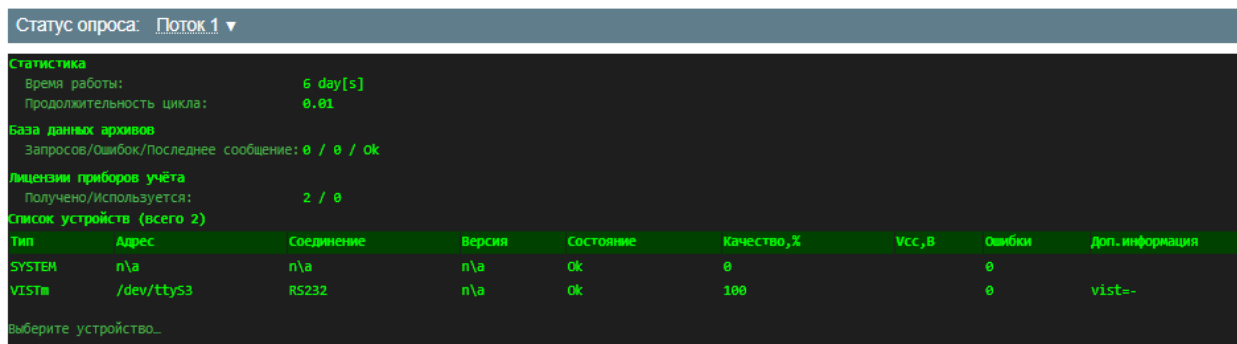 Статус опроса: Поток 1 ▾
Статистика
Время работы: 6 day[s]
Продолжительность цикла: 0.01
База данных архивов
Запросов/Ошибок/Последнее сообщение: 0 / 0 / Ok
Лицензии приборов учёта
Получено/Используется: 2 / 0
Список устройств (всего 2)
Тип Адрес Соединение Версия Состояние Качество,% Vcc,В Ошибки Доп.информация
SYSTEM n\a n\a n\a Ok 0 0
VISTm /dev/ttyS3 RS232 n\a Ok 100 0 vist=-
Выберите устройство…